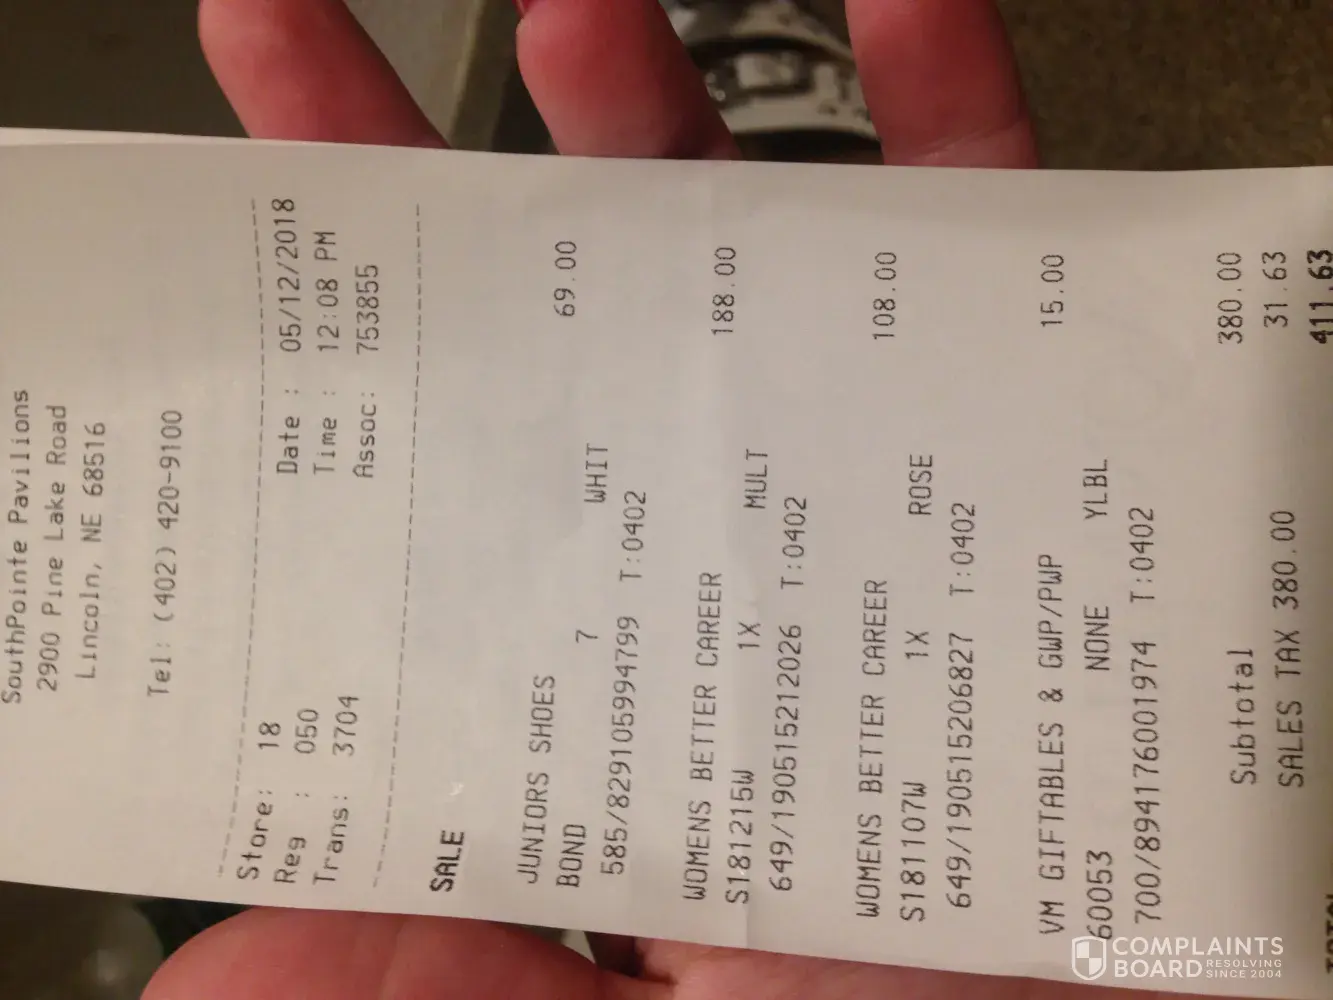 SouthPointe Pavilions
2900 Pine Lake Road
Lincoln, NE 68516
Tel: (402) 420-9100
Store: 18 Date : 05/12/2018
Reg : 050 Time : 12:08 PM
Trans: 3704 Assoc: 753855
SALE
JUNIORS SHOES 69.00
BOND 7 WHIT
585/829105994799 T:0402
WOMENS BETTER CAREER 188.00
S181215W 1X MULT
649/190515212026 T:0402
WOMENS BETTER CAREER 108.00
S181107W 1X ROSE
649/190515206827 T:0402
VM GIFTABLES & GWP/PWP 15.00
60053 NONE YLBL
700/894176001974 T:0402
Subtotal 380.00
SALES TAX 380.00 31.63
411.63
COMPLAINTS
BOARD RESOLVING
SINCE 2004